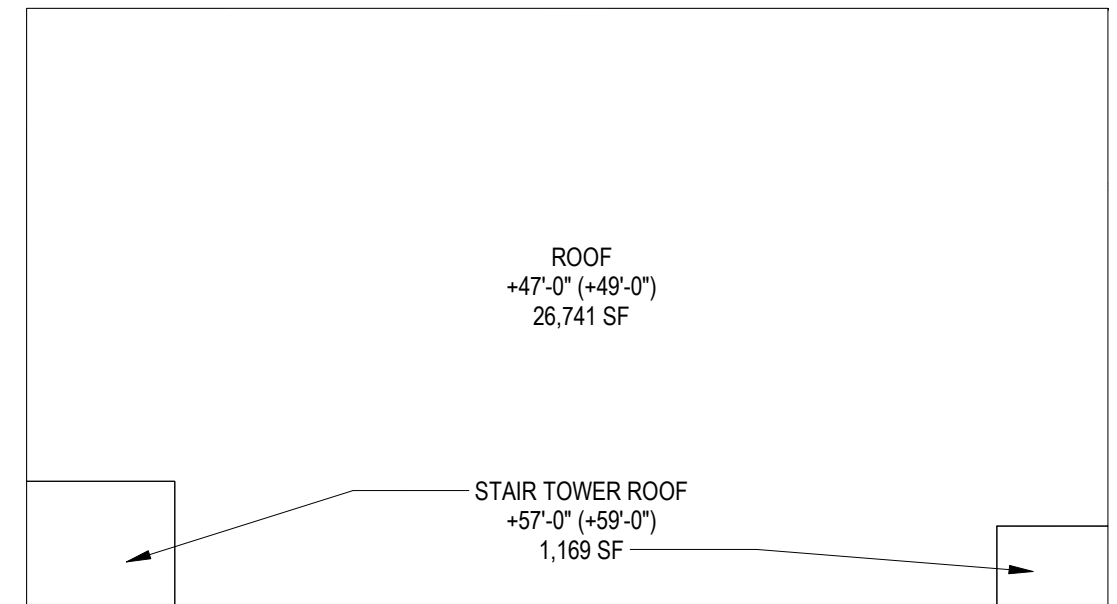 ROOF
+47'-0" (+49'-0")
26,741 SF
STAIR TOWER ROOF
+57'-0" (+59'-0")
1,169 SF